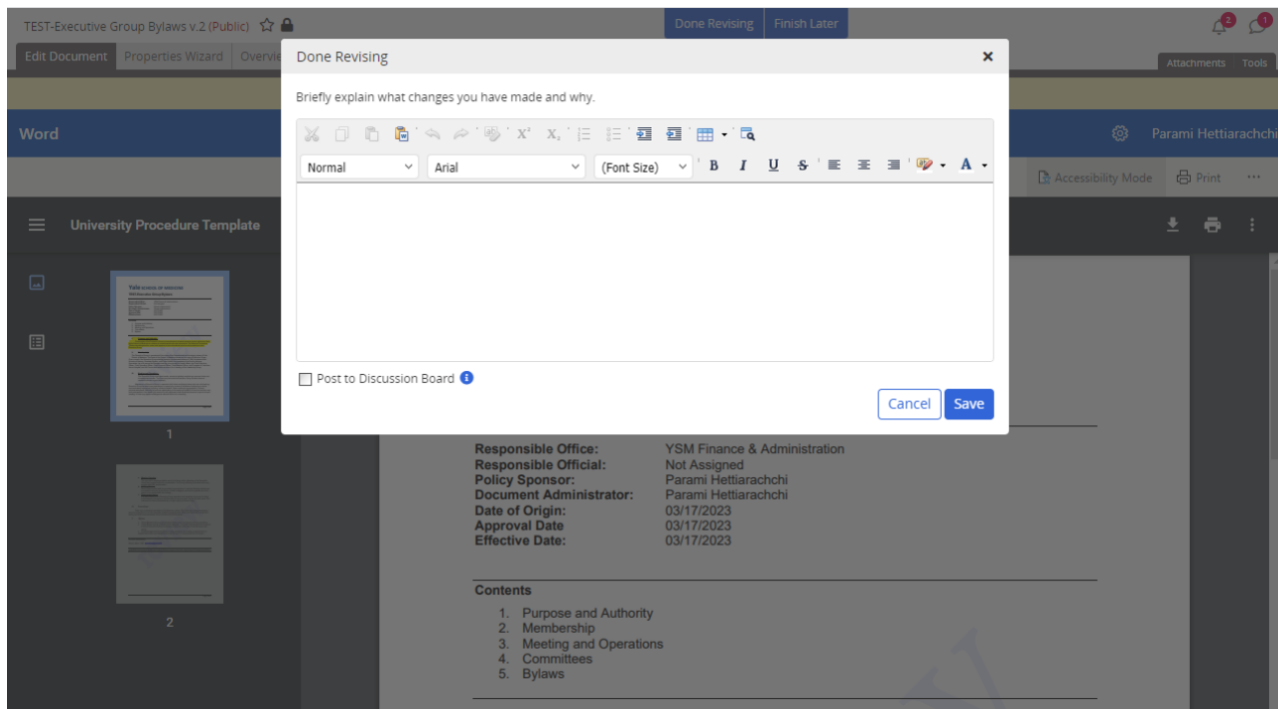 TEST-Executive Group Bylaws v.2 (Public)
Done Revising
Finish Later
2
1
Edit Document
Properties Wizard
Attachments
Tools
Done Revising
Briefly explain what changes you have made and why.
Word
Parami Hettiarachchi
Normal
Arial
(Font Size)
B I U S
A
Accessibility Mode
Print
University Procedure Template
Post to Discussion Board
Cancel
Save
1
2
Responsible Office: YSM Finance & Administration
Responsible Official: Not Assigned
Policy Sponsor: Parami Hettiarachchi
Document Administrator: Parami Hettiarachchi
Date of Origin: 03/17/2023
Approval Date 03/17/2023
Effective Date: 03/17/2023
Contents
1. Purpose and Authority
2. Membership
3. Meeting and Operations
4. Committees
5. Bylaws